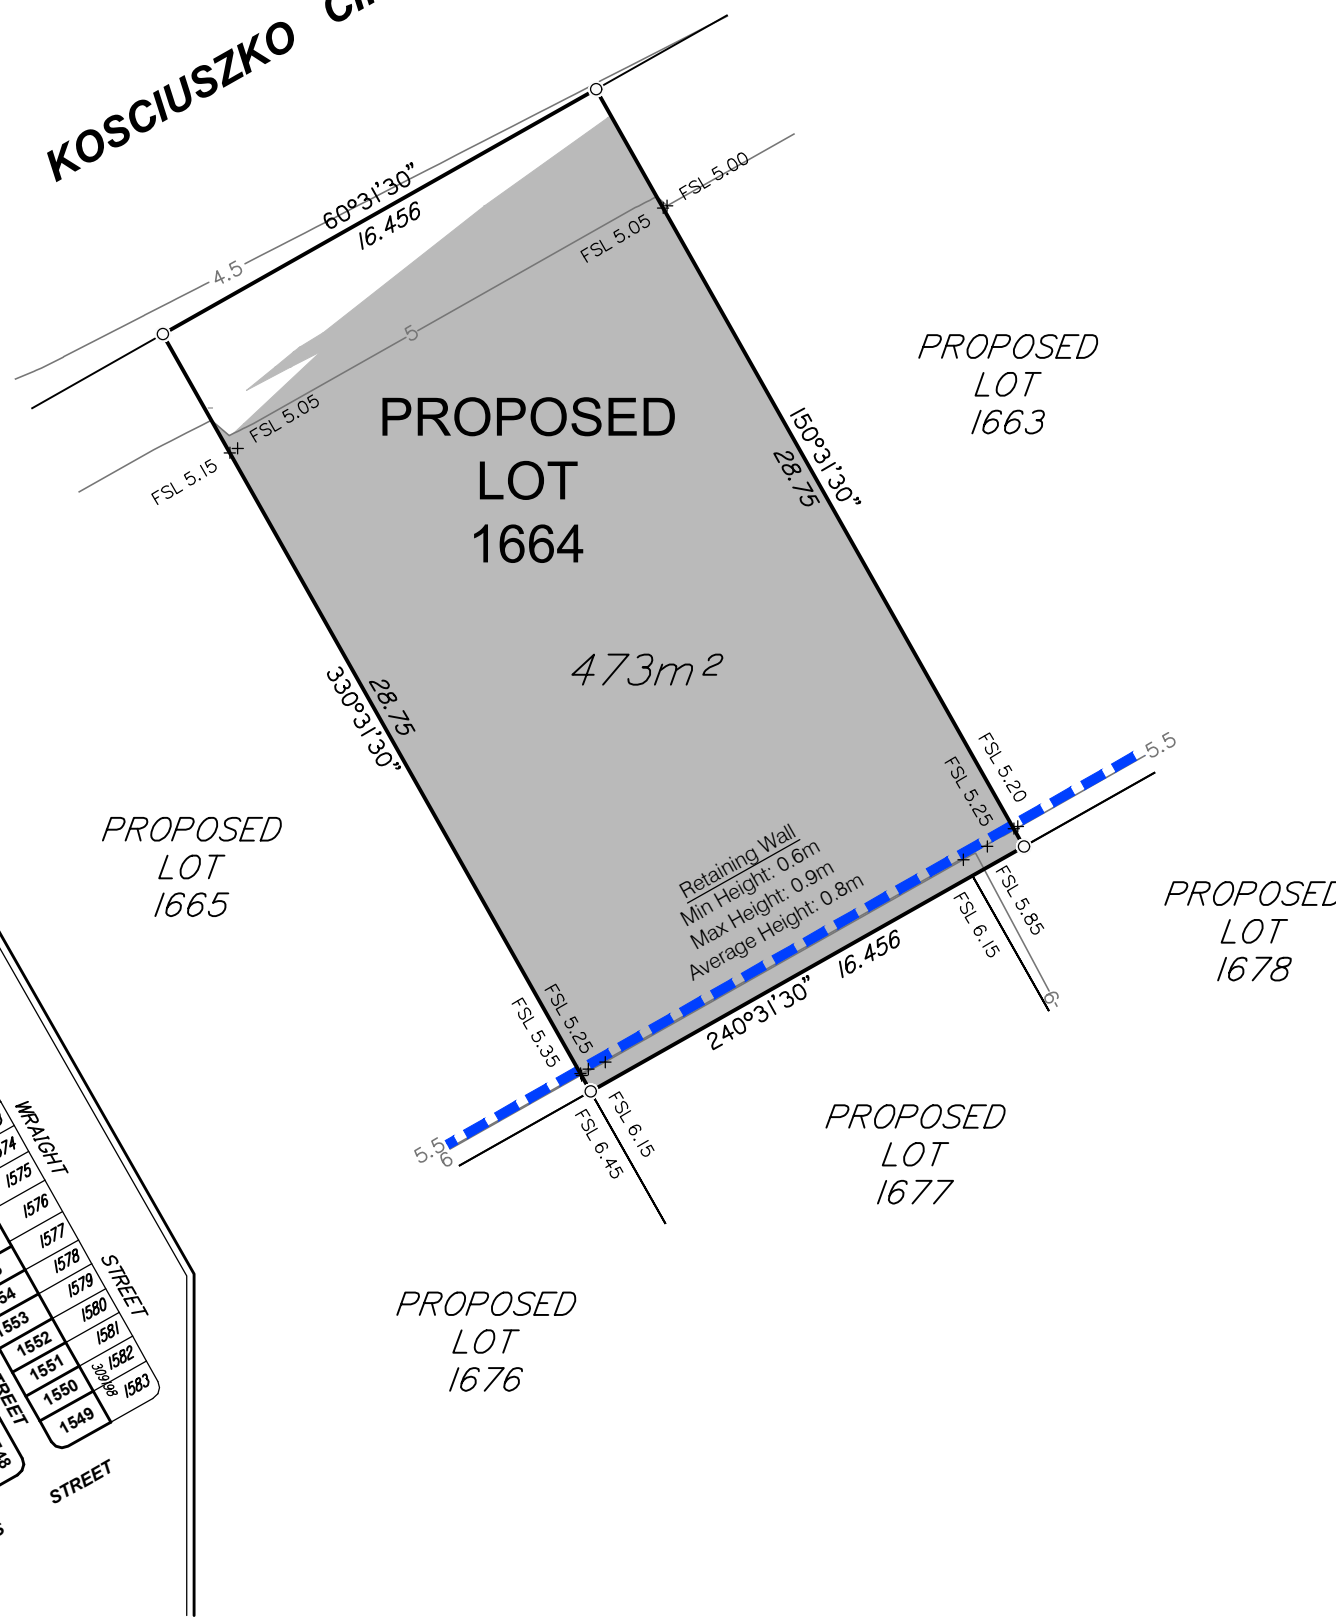 KOSCIUSZKO
60°31'30"
16.456
4.5
5
FSL 5.00
FSL 5.05
FSL 5.05
FSL 5.15
PROPOSED
LOT
1664
473m²
150°31'30"
28.75
330°31'30"
28.75
PROPOSED
LOT
1663
PROPOSED
LOT
1665
5.5
FSL 5.20
FSL 5.25
Retaining Wall
Min Height: 0.6m
Max Height: 0.9m
Average Height: 0.8m
16.456
240°31'30"
FSL 5.85
FSL 6.15
6
PROPOSED
LOT
1678
FSL 5.25
FSL 5.35
5.5
6
FSL 6.15
FSL 6.45
PROPOSED
LOT
1677
PROPOSED
LOT
1676
WRAIGHT
STREET
1575
1576
1577
1578
1579
1580
1581
1582
1583
309198
1553
1552
1551
1550
1549
STREET